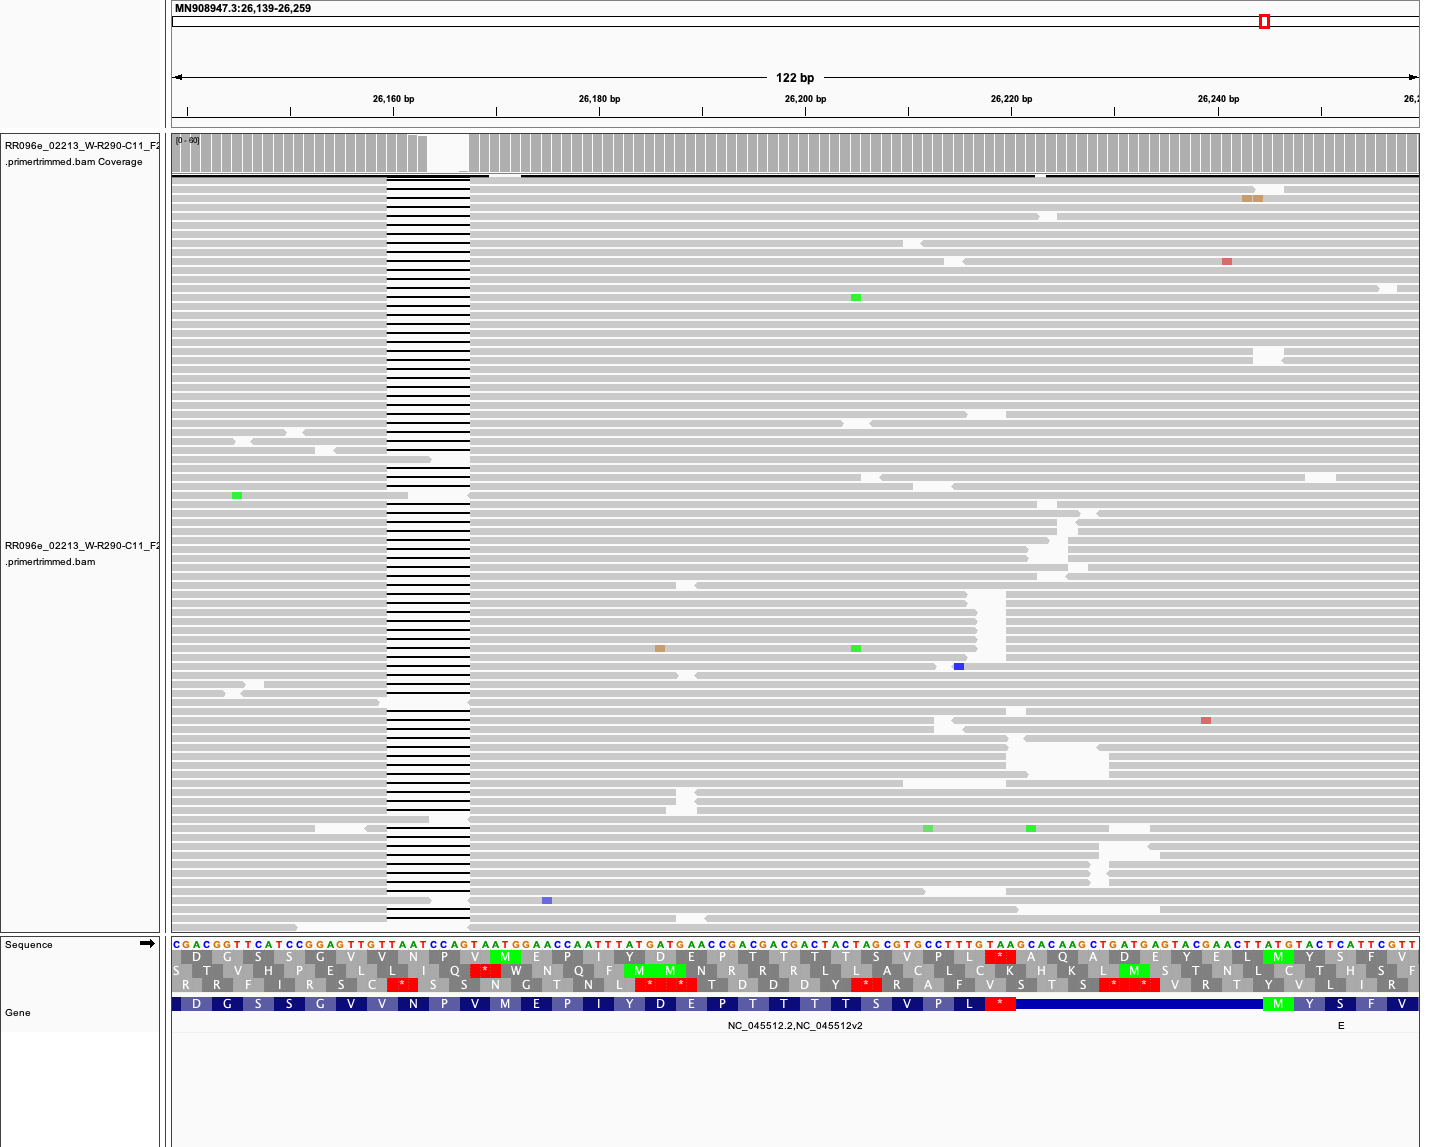 MN908947.3:26,139-26,259
122 bp
26,160 bp 26,180 bp 26,200 bp 26,220 bp 26,240 bp 26,2
RR096e_02213_W-R290-C11_F2
.primertrimmed.bam Coverage
[0 - 60]
RR096e_02213_W-R290-C11_F2
.primertrimmed.bam
Sequence
CGACGGTTCATCCGGAGTTGTTAATCCAGTAATGGAACCAATTTATGATGAACCGACGACGACTACTAGCGTGCCTTTGTAAGCACAAGCTGATGAGTACGAACTTATGTACTCATTCGTT
D G S S G V V N P V M E P I Y D E P T T T T S V P L * A Q A D E Y E L M Y S F V
S T V H P E L L I Q * W N Q F M M N R R R L L A C L C K H K L M S T N L C T H S F
R R F I R S C * S S N G T N L * * T D D D Y * R A F V S T S * * V R T Y V L I R
Gene
D G S S G V V N P V M E P I Y D E P T T T T S V P L * M Y S F V
NC_045512.2,NC_045512v2 E